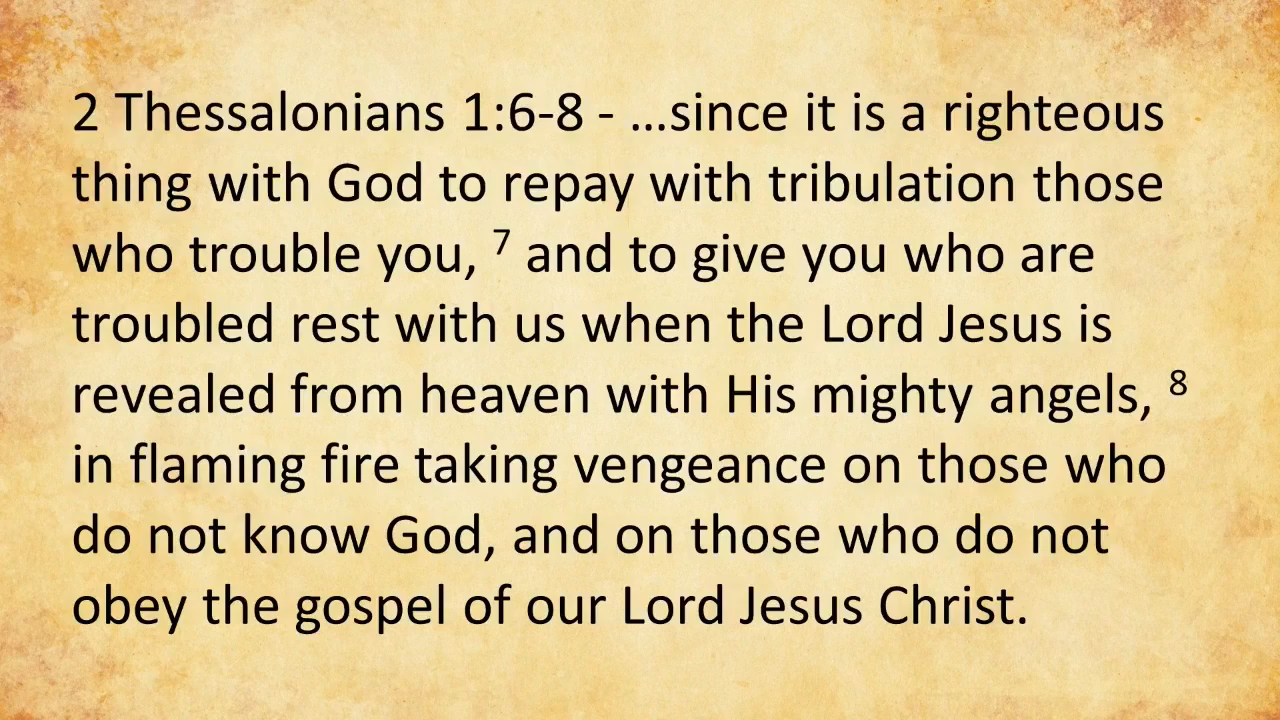 2 Thessalonians 1:6-8 - …since it is a righteous
thing with God to repay with tribulation those
who trouble you, ⁷ and to give you who are
troubled rest with us when the Lord Jesus is
revealed from heaven with His mighty angels, ⁸
in flaming fire taking vengeance on those who
do not know God, and on those who do not
obey the gospel of our Lord Jesus Christ.